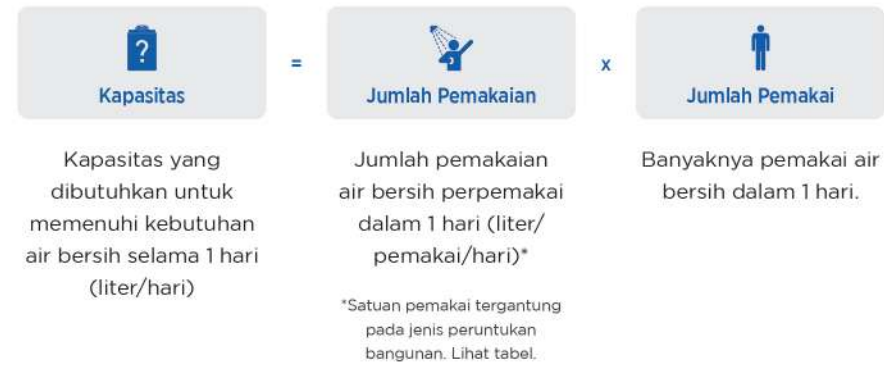 ?
Kapasitas
=
Jumlah Pemakaian
x
Jumlah Pemakai
Kapasitas yang
dibutuhkan untuk
memenuhi kebutuhan
air bersih selama 1 hari
(liter/hari)
Jumlah pemakaian
air bersih perpemakai
dalam 1 hari (liter/
pemakai/hari)*
*Satuan pemakai tergantung
pada jenis peruntukan
bangunan. Lihat tabel.
Banyaknya pemakai air
bersih dalam 1 hari.